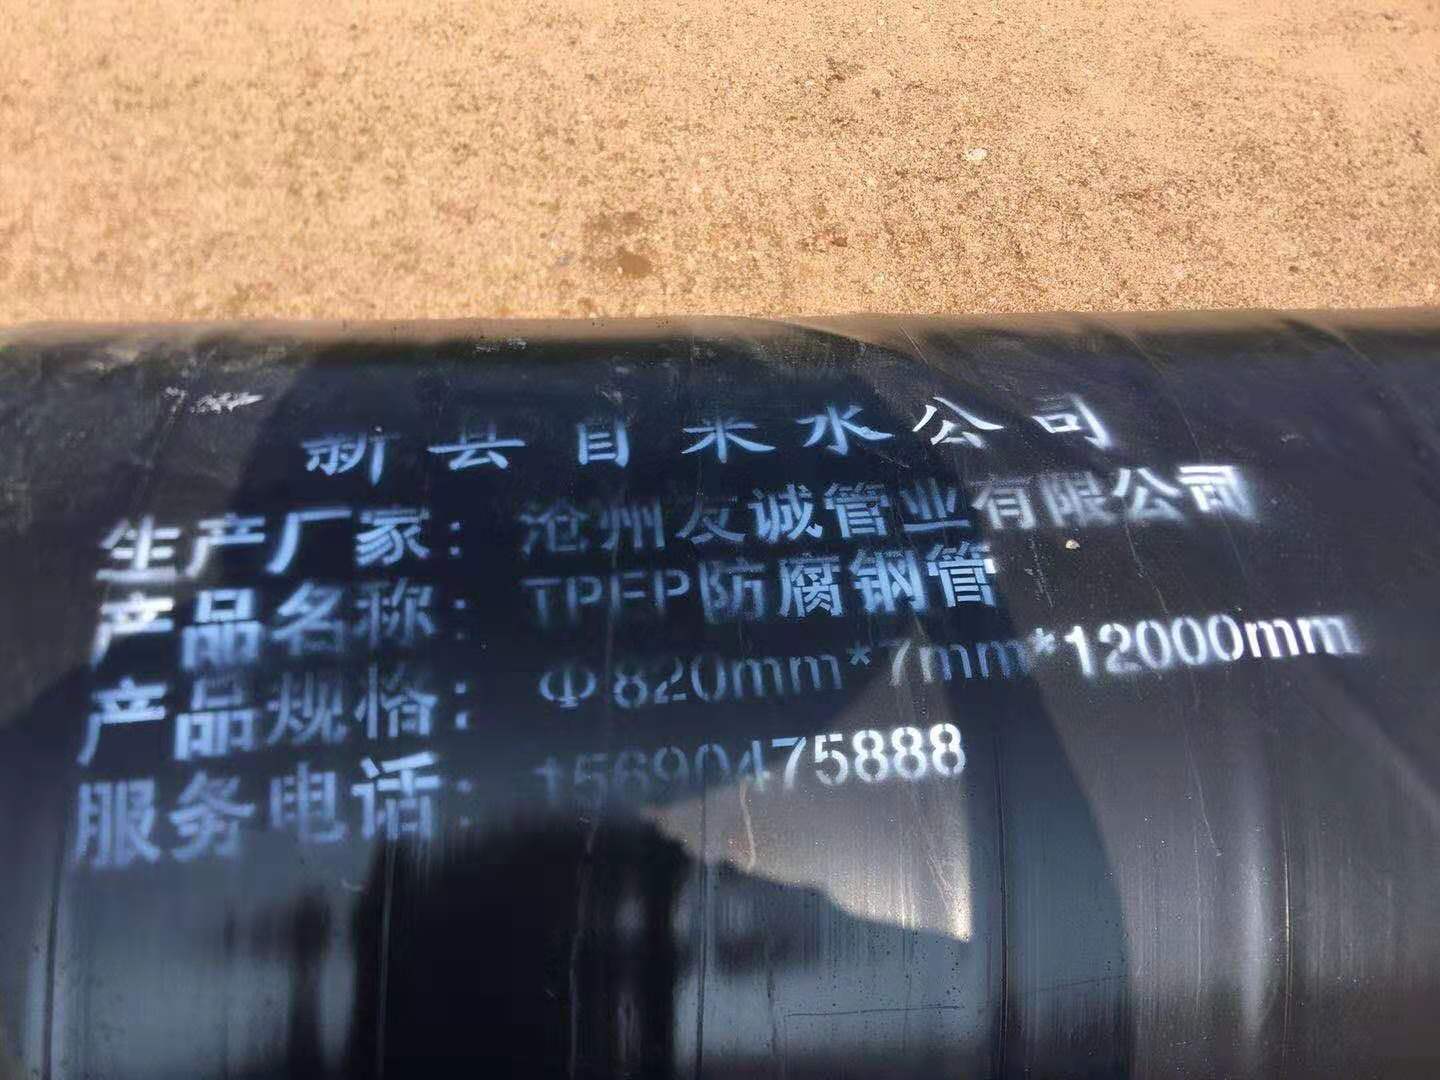 新县自来水公司
生产厂家：沧州友诚管业有限公司
产品名称：TPEP防腐钢管
产品规格：Φ820mm*7mm*12000mm
服务电话：15690475888